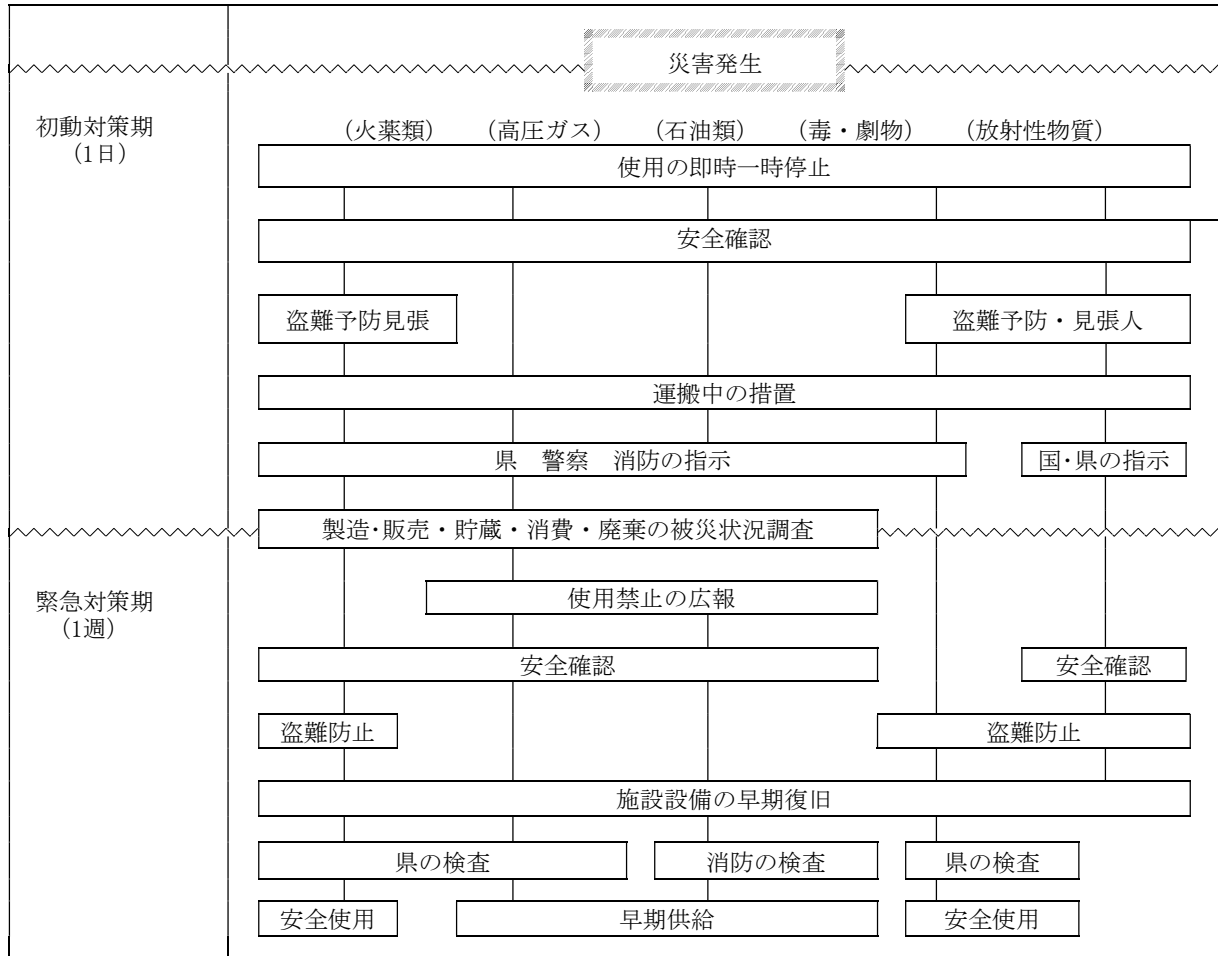 災害発生
初動対策期
（1日）
（火薬類）　（高圧ガス）　（石油類）　（毒・劇物）　（放射性物質）
使用の即時一時停止
安全確認
盗難予防見張　盗難予防・見張人
運搬中の措置
県　警察　消防の指示　国・県の指示
製造・販売・貯蔵・消費・廃棄の被災状況調査
緊急対策期
（1週）
使用禁止の広報
安全確認　安全確認
盗難防止　盗難防止
施設設備の早期復旧
県の検査　消防の検査　県の検査
安全使用　早期供給　安全使用